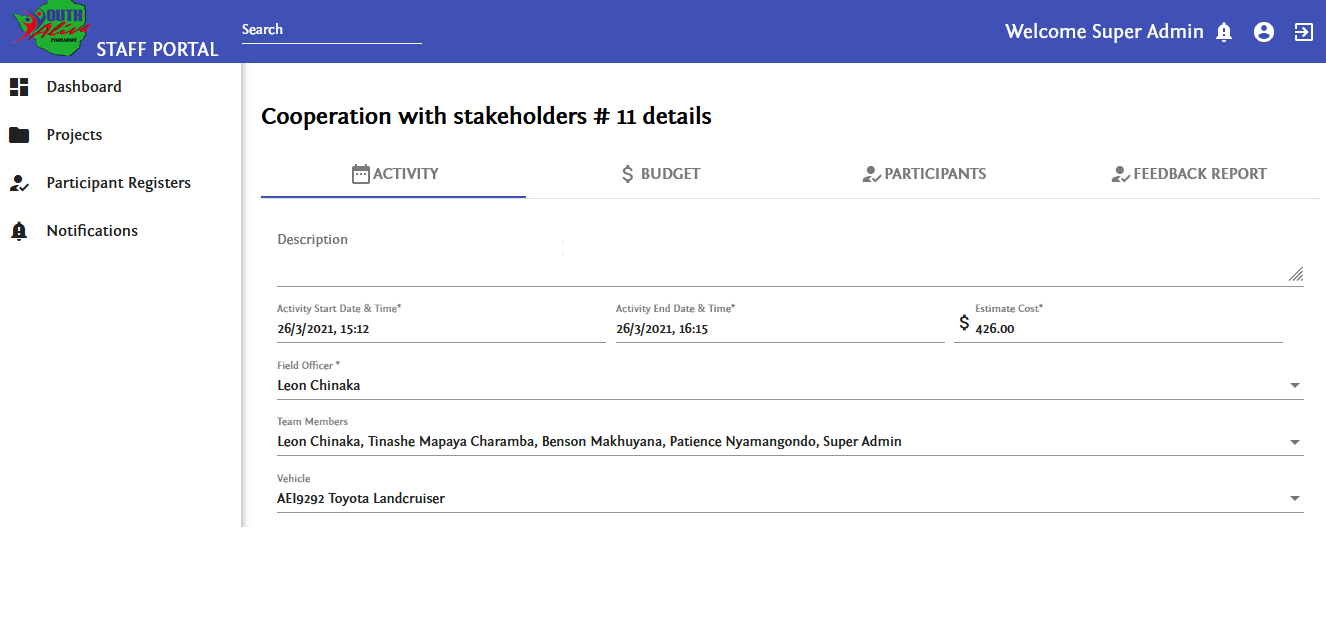 OUTH
Alive
ZIMBABWE
STAFF PORTAL
Search
Welcome Super Admin
Dashboard
Projects
Participant Registers
Notifications
Cooperation with stakeholders # 11 details
ACTIVITY
$ BUDGET
PARTICIPANTS
FEEDBACK REPORT
Description
Activity Start Date & Time*
26/3/2021, 15:12
Activity End Date & Time*
26/3/2021, 16:15
Estimate Cost*
$ 426.00
Field Officer *
Leon Chinaka
Team Members
Leon Chinaka, Tinashe Mapaya Charamba, Benson Makhuyana, Patience Nyamangondo, Super Admin
Vehicle
AEI9292 Toyota Landcruiser